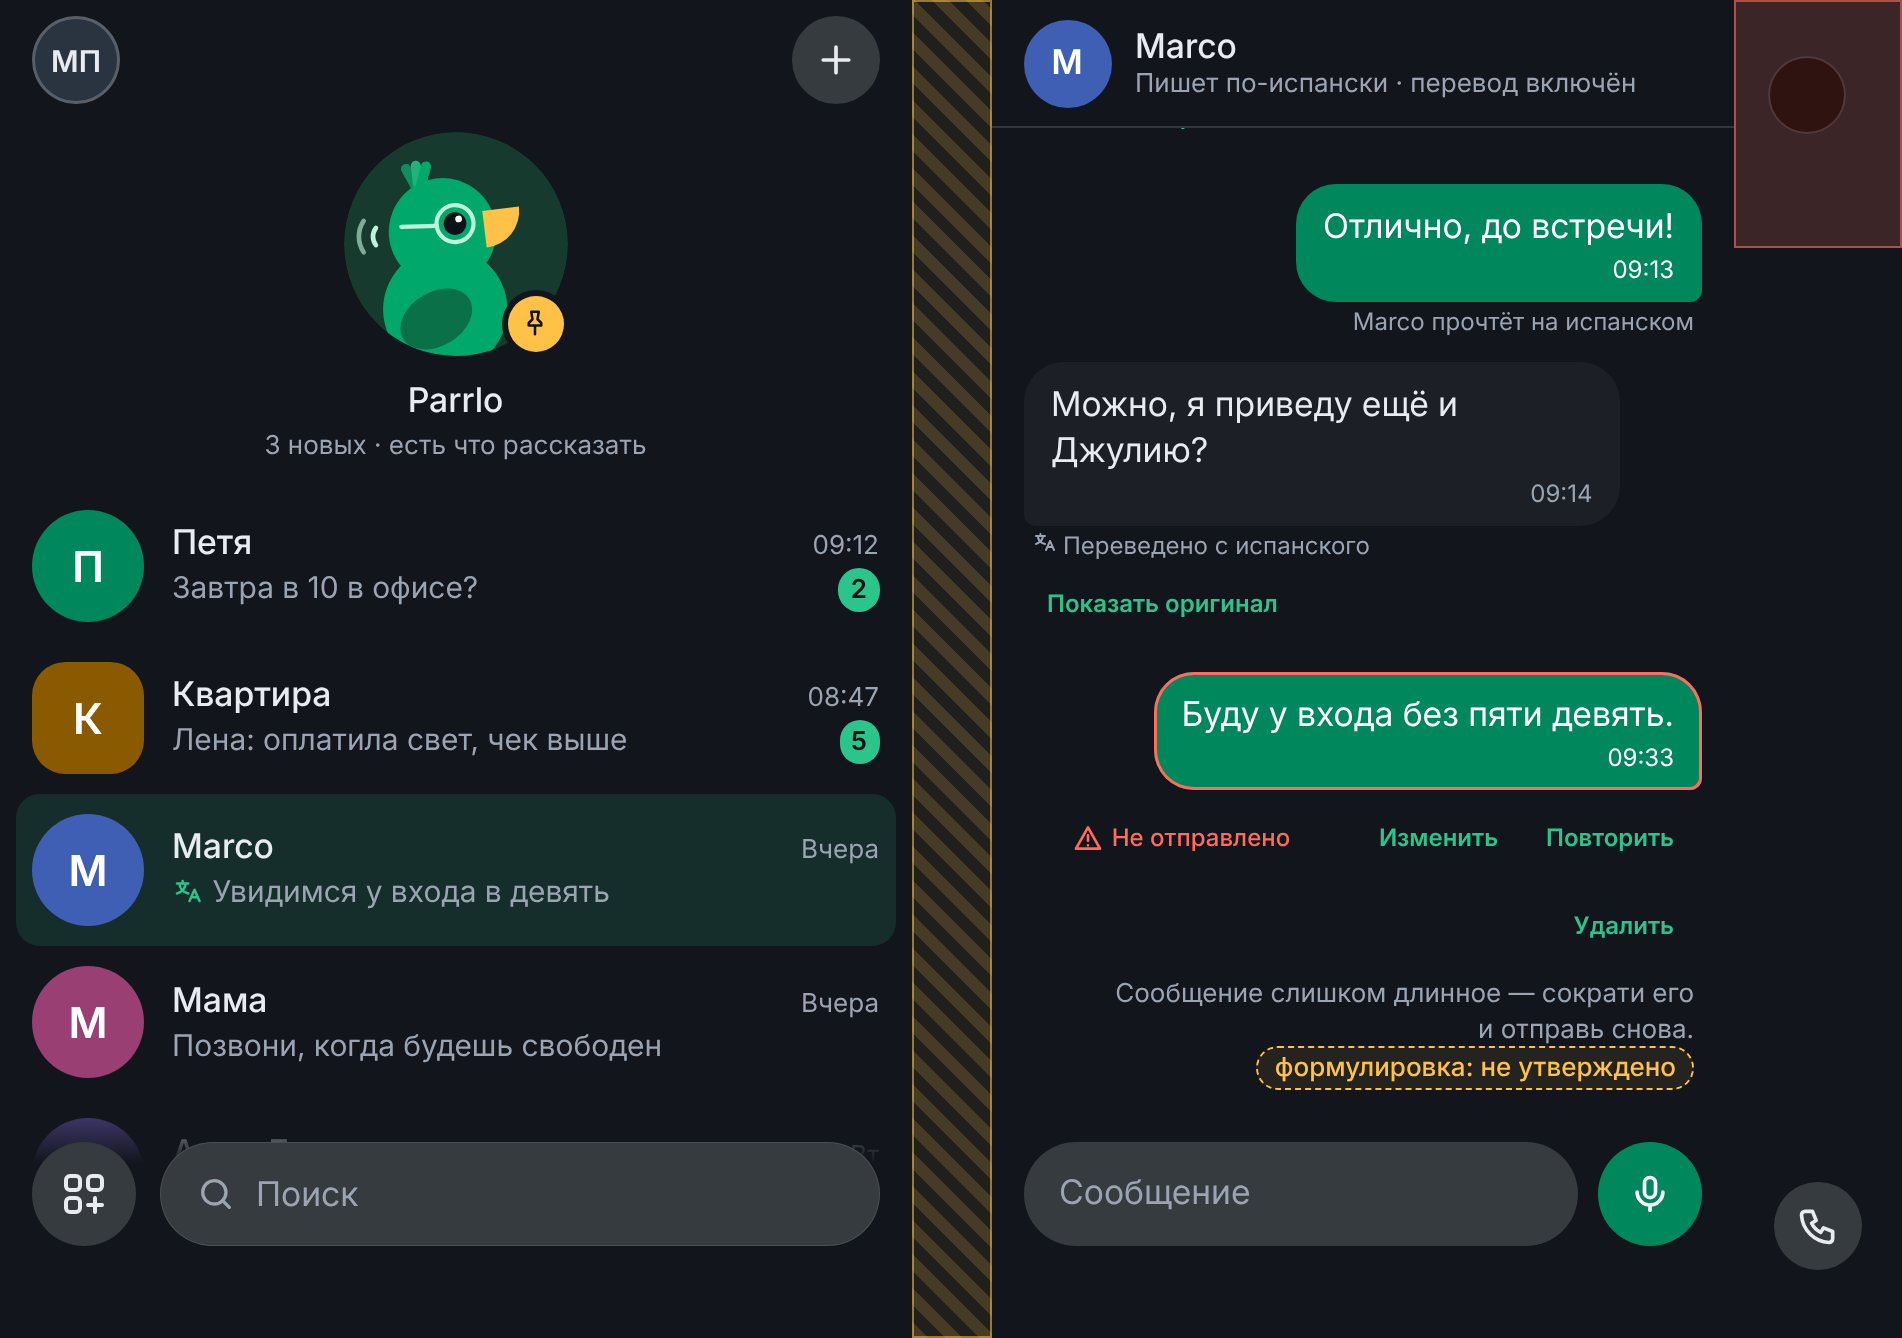 МП
Parrlo
3 новых · есть что рассказать
П
Петя
09:12
Завтра в 10 в офисе?
2
К
Квартира
08:47
Лена: оплатила свет, чек выше
5
M
Marco
Вчера
Увидимся у входа в девять
М
Мама
Вчера
Позвони, когда будешь свободен
Поиск
M
Marco
Пишет по-испански · перевод включён
Отлично, до встречи!
09:13
Marco прочтёт на испанском
Можно, я приведу ещё и
Джулию?
09:14
Переведено с испанского
Показать оригинал
Буду у входа без пяти девять.
09:33
Не отправлено
Изменить
Повторить
Удалить
Сообщение слишком длинное — сократи его
и отправь снова.
формулировка: не утверждено
Сообщение